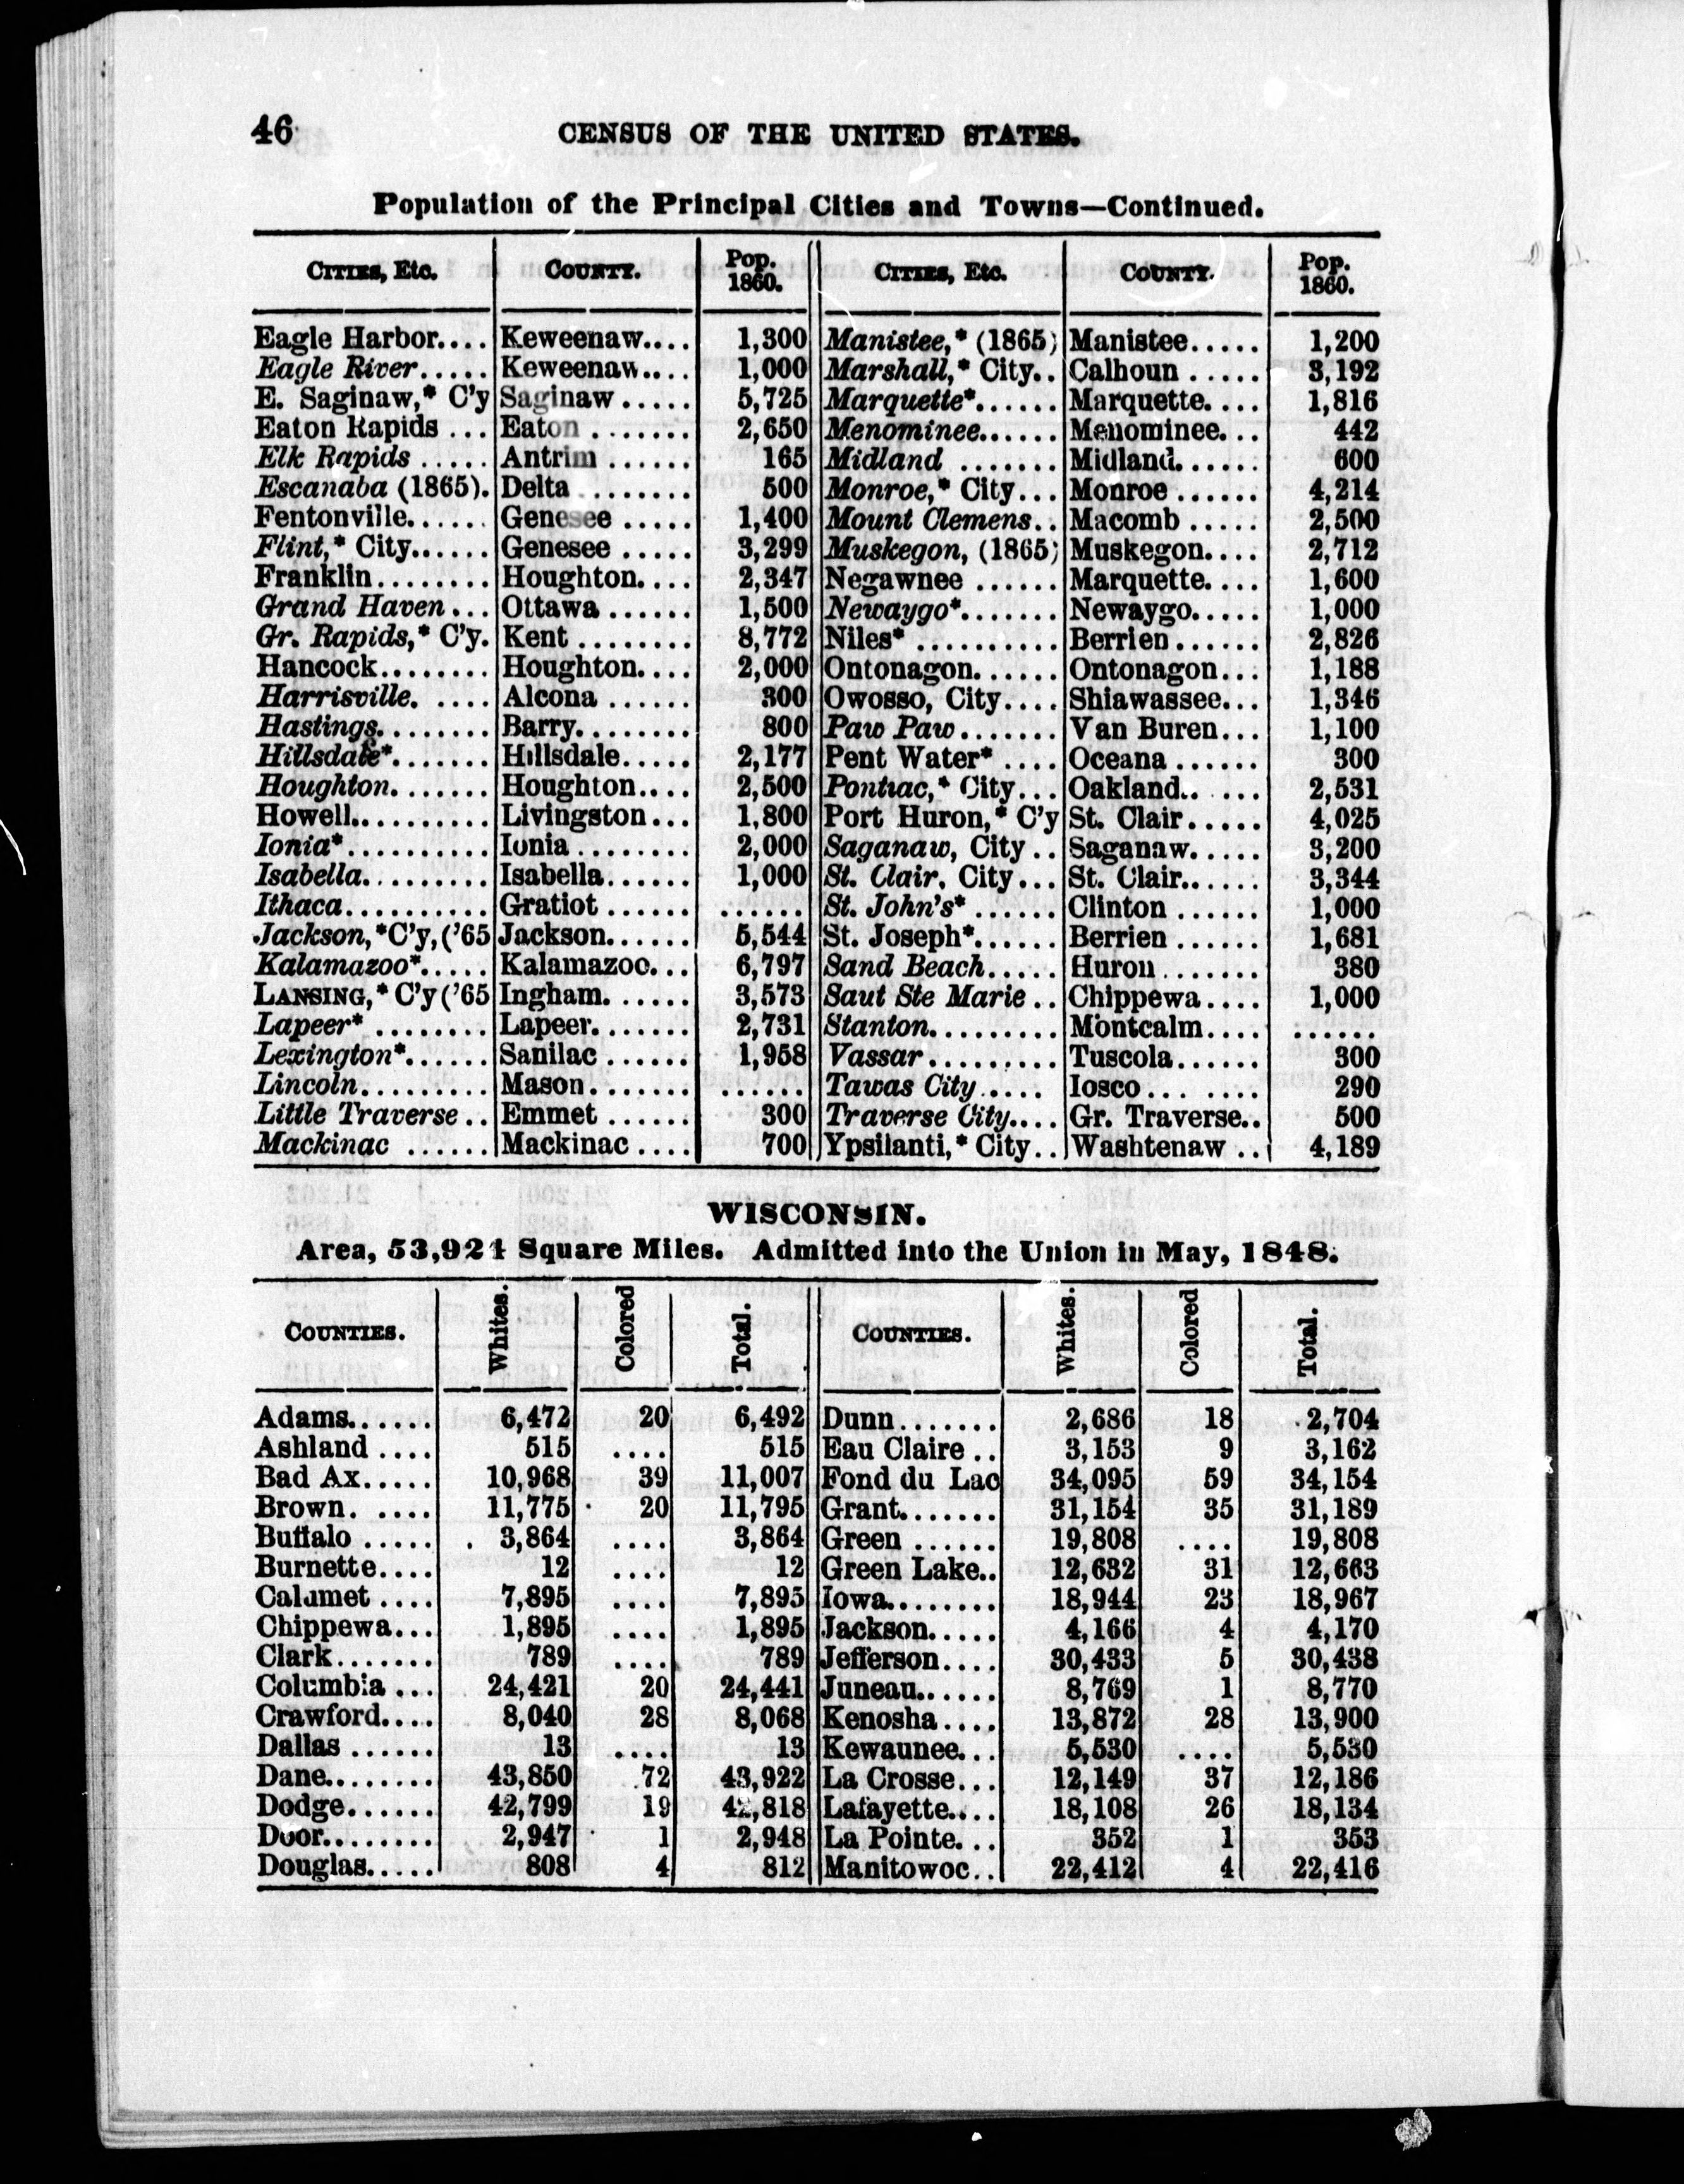 46 CENSUS OF THE UNITED STATES.
Population of the Principal Cities and Towns—Continued.
CITIES, Etc. COUNTY. Pop. 1860. CITIES, Etc. COUNTY. Pop. 1860.
Eagle Harbor.... Keweenaw.... 1,300 Manistee,* (1865) Manistee..... 1,200
Eagle River..... Keweenaw.... 1,000 Marshall,* City.. Calhoun ..... 3,192
E. Saginaw,* C'y Saginaw ..... 5,725 Marquette*...... Marquette.... 1,816
Eaton Rapids ... Eaton ....... 2,650 Menominee...... Menominee... 442
Elk Rapids ..... Antrim ...... 165 Midland ....... Midland...... 600
Escanaba (1865). Delta ........ 500 Monroe,* City... Monroe ...... 4,214
Fentonville...... Genesee ..... 1,400 Mount Clemens.. Macomb ..... 2,500
Flint,* City...... Genesee ..... 3,299 Muskegon, (1865) Muskegon.... 2,712
Franklin........ Houghton.... 2,347 Negawnee ...... Marquette.... 1,600
Grand Haven... Ottawa ...... 1,500 Newaygo*....... Newaygo..... 1,000
Gr. Rapids,* C'y. Kent ........ 8,772 Niles* .......... Berrien...... 2,826
Hancock........ Houghton.... 2,000 Ontonagon...... Ontonagon... 1,188
Harrisville. .... Alcona ...... 300 Owosso, City.... Shiawassee... 1,346
Hastings........ Barry........ 800 Paw Paw....... Van Buren... 1,100
Hillsdale*....... Hillsdale..... 2,177 Pent Water* .... Oceana ...... 300
Houghton....... Houghton.... 2,500 Pontiac,* City... Oakland.. ... 2,531
Howell.......... Livingston... 1,800 Port Huron,* C'y St. Clair..... 4,025
Ionia*.......... Ionia ........ 2,000 Saganaw, City .. Saganaw..... 3,200
Isabella......... Isabella...... 1,000 St. Clair, City... St. Clair...... 3,344
Ithaca........... Gratiot ...... ...... St. John's* ...... Clinton ...... 1,000
Jackson,*C'y,('65 Jackson...... 5,544 St. Joseph*...... Berrien ...... 1,681
Kalamazoo*..... Kalamazoo... 6,797 Sand Beach..... Huron ....... 380
LANSING,* C'y('65 Ingham. ..... 3,573 Saut Ste Marie .. Chippewa.... 1,000
Lapeer* ........ Lapeer....... 2,731 Stanton......... Montcalm.... ......
Lexington*...... Sanilac ...... 1,958 Vassar.......... Tuscola...... 300
Lincoln......... Mason....... ...... Tawas City..... Iosco... .... 290
Little Traverse .. Emmet ...... 300 Traverse City.... Gr. Traverse.. 500
Mackinac ...... Mackinac .... 700 Ypsilanti,* City.. Washtenaw .. 4,189
WISCONSIN.
Area, 53,924 Square Miles. Admitted into the Union in May, 1848.
COUNTIES. Whites. Colored Total. COUNTIES. Whites. Colored Total.
Adams...... 6,472 20 6,492 Dunn ....... 2,686 18 2,704
Ashland .... 515 .... 515 Eau Claire .. 3,153 9 3,162
Bad Ax..... 10,968 39 11,007 Fond du Lac 34,095 59 34,154
Brown. .... 11,775 20 11,795 Grant....... 31,154 35 31,189
Buffalo ..... 3,864 .... 3,864 Green ...... 19,808 .... 19,808
Burnette.... 12 .... 12 Green Lake.. 12,632 31 12,663
Calumet .... 7,895 .... 7,895 Iowa........ 18,944 23 18,967
Chippewa... 1,895 .... 1,895 Jackson..... 4,166 4 4,170
Clark....... 789 .... 789 Jefferson.... 30,433 5 30,438
Columbia ... 24,421 20 24,441 Juneau...... 8,769 1 8,770
Crawford.... 8,040 28 8,068 Kenosha.... 13,872 28 13,900
Dallas ...... 13 .... 13 Kewaunee... 5,530 .... 5,530
Dane........ 43,850 72 43,922 La Crosse... 12,149 37 12,186
Dodge...... 42,799 19 42,818 Lafayette.... 18,108 26 18,134
Door........ 2,947 1 2,948 La Pointe... 352 1 353
Douglas..... 808 4 812 Manitowoc.. 22,412 4 22,416